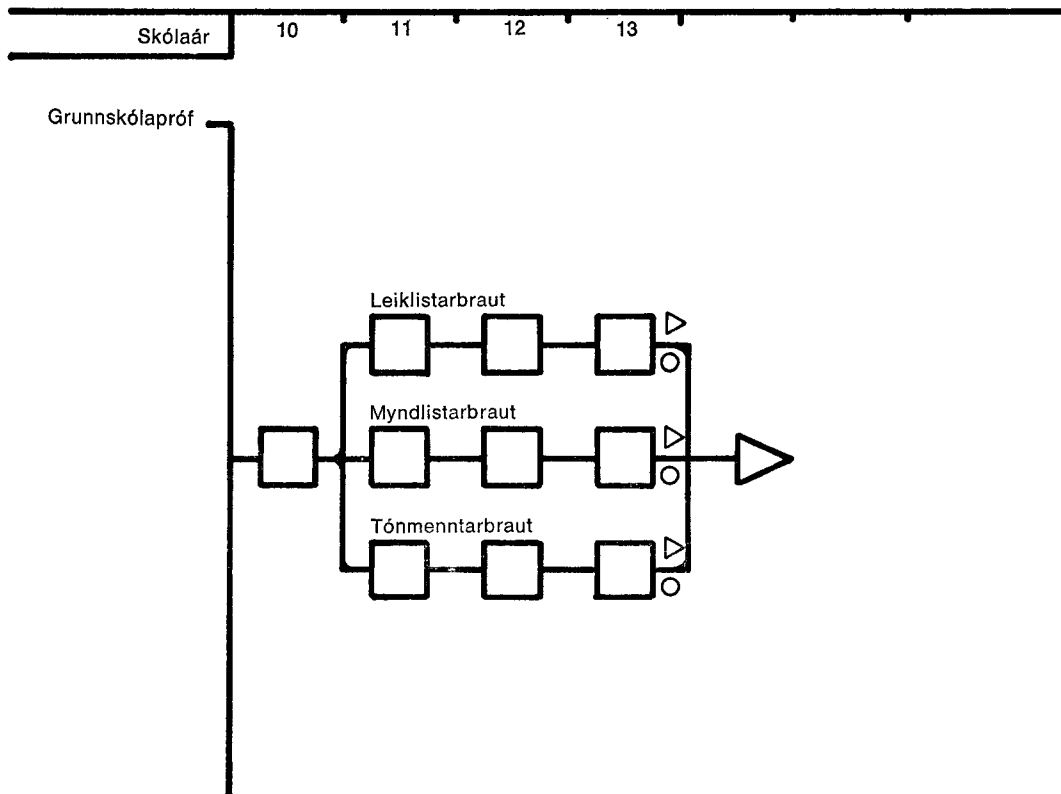 Skólaár 10 11 12 13
Grunnskólapróf
Leiklistarbraut
Myndlistarbraut
Tónmenntarbraut